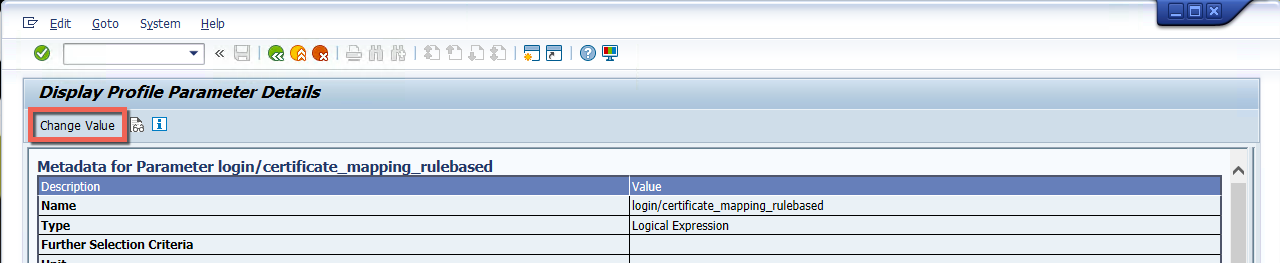 Edit Goto System Help
Display Profile Parameter Details
Change Value
Metadata for Parameter login/certificate_mapping_rulebased
Description Value
Name login/certificate_mapping_rulebased
Type Logical Expression
Further Selection Criteria